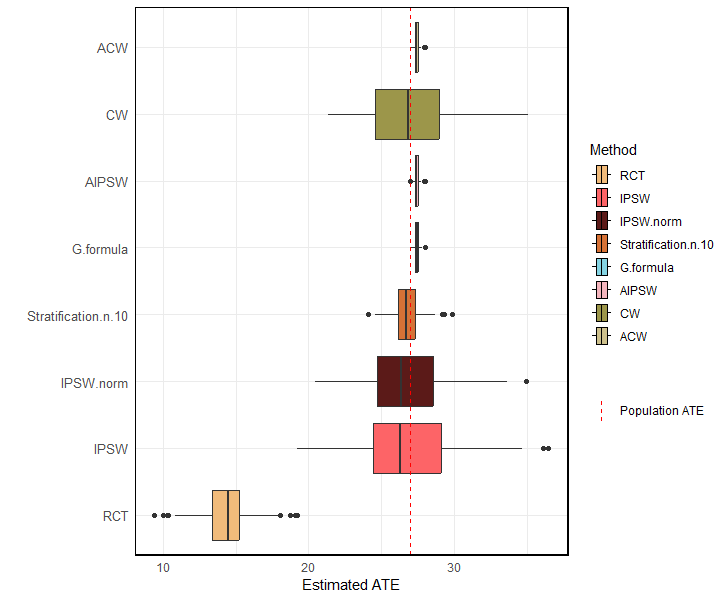 ACW
CW
AIPSW
G.formula
Stratification.n.10
IPSW.norm
IPSW
RCT
10
20
30
Estimated ATE
Method
RCT
IPSW
IPSW.norm
Stratification.n.10
G.formula
AIPSW
CW
ACW
Population ATE